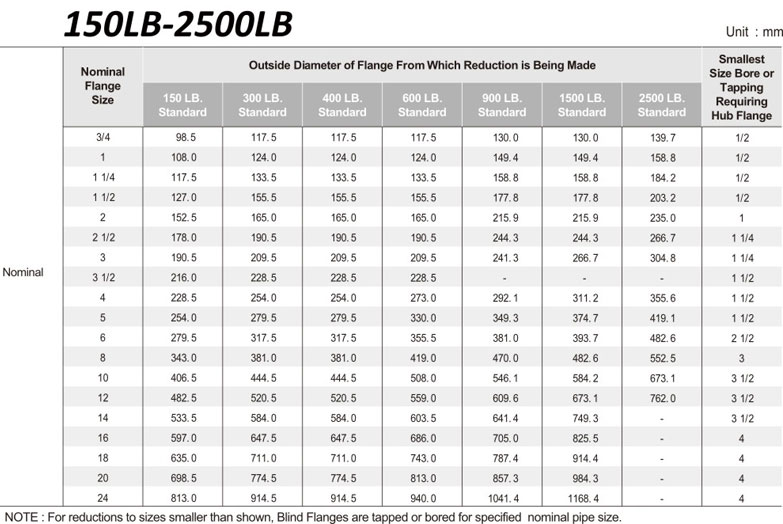 150LB-2500LB
Unit : mm
Nominal Flange Size
Outside Diameter of Flange From Which Reduction is Being Made
Smallest Size Bore or Tapping Requiring Hub Flange
150 LB. Standard 300 LB. Standard 400 LB. Standard 600 LB. Standard 900 LB. Standard 1500 LB. Standard 2500 LB. Standard
3/4 98.5 117.5 117.5 117.5 130.0 130.0 139.7 1/2
1 108.0 124.0 124.0 124.0 149.4 149.4 158.8 1/2
1 1/4 117.5 133.5 133.5 133.5 158.8 158.8 184.2 1/2
1 1/2 127.0 155.5 155.5 155.5 177.8 177.8 203.2 1/2
2 152.5 165.0 165.0 165.0 215.9 215.9 235.0 1
2 1/2 178.0 190.5 190.5 190.5 244.3 244.3 266.7 1 1/4
3 190.5 209.5 209.5 209.5 241.3 266.7 304.8 1 1/4
Nominal
3 1/2 216.0 228.5 228.5 228.5 - - - 1 1/2
4 228.5 254.0 254.0 273.0 292.1 311.2 355.6 1 1/2
5 254.0 279.5 279.5 330.0 349.3 374.7 419.1 1 1/2
6 279.5 317.5 317.5 355.5 381.0 393.7 482.6 2 1/2
8 343.0 381.0 381.0 419.0 470.0 482.6 552.5 3
10 406.5 444.5 444.5 508.0 546.1 584.2 673.1 3 1/2
12 482.5 520.5 520.5 559.0 609.6 673.1 762.0 3 1/2
14 533.5 584.0 584.0 603.5 641.4 749.3 - 3 1/2
16 597.0 647.5 647.5 686.0 705.0 825.5 - 4
18 635.0 711.0 711.0 743.0 787.4 914.4 - 4
20 698.5 774.5 774.5 813.0 857.3 984.3 - 4
24 813.0 914.5 914.5 940.0 1041.4 1168.4 - 4
NOTE : For reductions to sizes smaller than shown, Blind Flanges are tapped or bored for specified nominal pipe size.